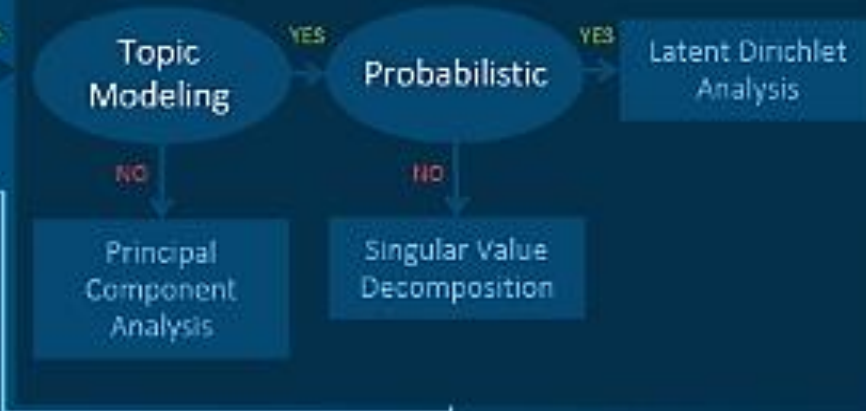 Topic
Modeling
YES
Probabilistic
YES
Latent Dirichlet
Analysis
NO
NO
Principal
Component
Analysis
Singular Value
Decomposition